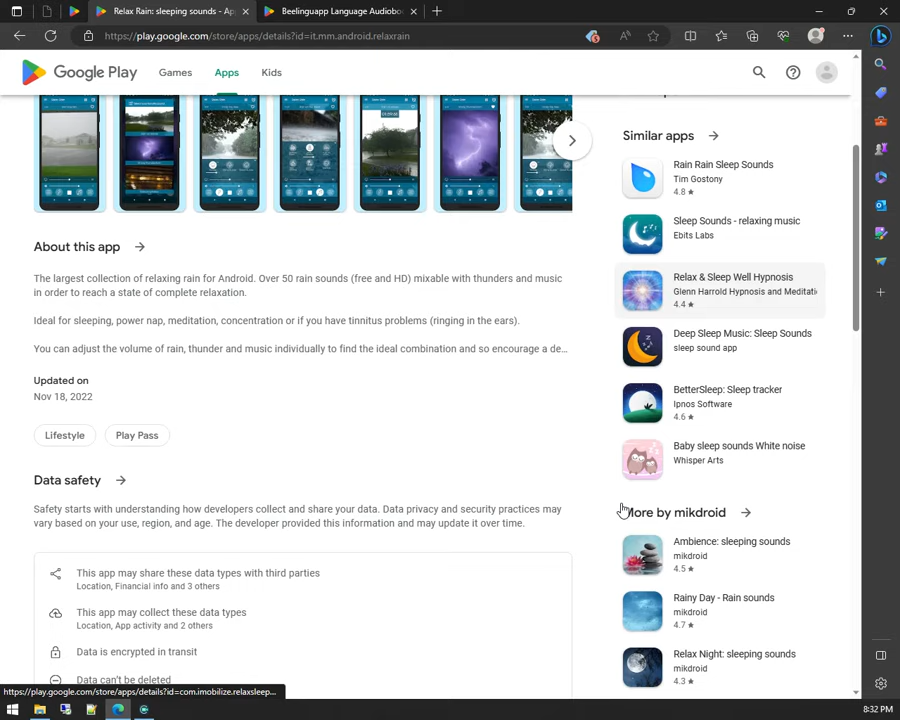 Relax Rain: sleeping sounds - Ap
Beelinguapp Language Audiobo
https://play.google.com/store/apps/details?id=it.mm.android.relaxrain
Google Play
Games
Apps
Kids
Similar apps
Rain Rain Sleep Sounds
Tim Gostony
4.8 ★
Sleep Sounds - relaxing music
Ebits Labs
Relax & Sleep Well Hypnosis
Glenn Harrold Hypnosis and Meditati
4.4 ★
Deep Sleep Music: Sleep Sounds
sleep sound app
BetterSleep: Sleep tracker
Ipnos Software
4.6 ★
Baby sleep sounds White noise
Whisper Arts
More by mikdroid
Ambience: sleeping sounds
mikdroid
4.5 ★
Rainy Day - Rain sounds
mikdroid
4.7 ★
Relax Night: sleeping sounds
mikdroid
4.3 ★
About this app
The largest collection of relaxing rain for Android. Over 50 rain sounds (free and HD) mixable with thunders and music
in order to reach a state of complete relaxation.
Ideal for sleeping, power nap, meditation, concentration or if you have tinnitus problems (ringing in the ears).
You can adjust the volume of rain, thunder and music individually to find the ideal combination and so encourage a de...
Updated on
Nov 18, 2022
Lifestyle
Play Pass
Data safety
Safety starts with understanding how developers collect and share your data. Data privacy and security practices may
vary based on your use, region, and age. The developer provided this information and may update it over time.
This app may share these data types with third parties
Location, Financial info and 3 others
This app may collect these data types
Location, App activity and 2 others
Data is encrypted in transit
Data can't be deleted
https://play.google.com/store/apps/details?id=com.imobilize.relaxsleep...
8:32 PM